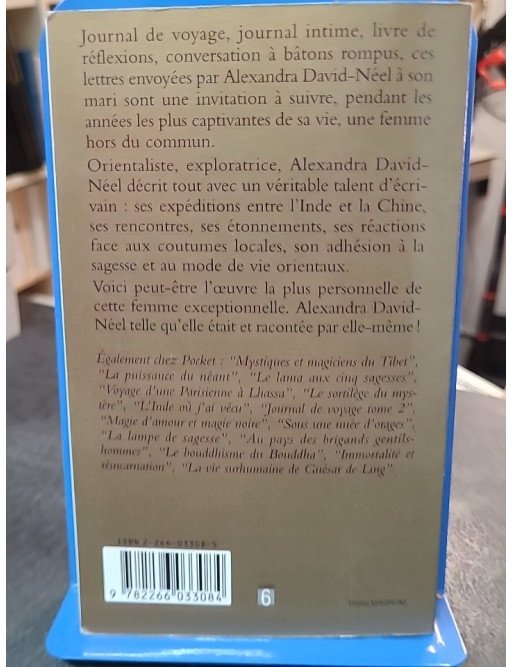 Journal de voyage, journal intime, livre de
réflexions, conversation à bâtons rompus, ces
lettres envoyées par Alexandra David-Néel à son
mari sont une invitation à suivre, pendant les
années les plus captivantes de sa vie, une femme
hors du commun.
Orientaliste, exploratrice, Alexandra David-
Néel décrit tout avec un véritable talent d'écri-
vain : ses expéditions entre l'Inde et la Chine,
ses rencontres, ses étonnements, ses réactions
face aux coutumes locales, son adhésion à la
sagesse et au mode de vie orientaux.
Voici peut-être l'œuvre la plus personnelle de
cette femme exceptionnelle. Alexandra David-
Néel telle qu'elle était et racontée par elle-même !
Également chez Pocket : "Mystiques et magiciens du Tibet",
"La puissance du néant", "Le lama aux cinq sagesses",
"Voyage d'une Parisienne à Lhassa", "Le sortilège du mys-
tère", "L'Inde où j'ai vécu", "Journal de voyage tome 2",
"Magie d'amour et magie noire", "Sous une nuée d'orages",
"La lampe de sagesse", "Au pays des brigands gentils-
hommes", "Le bouddhisme du Bouddha", "Immortalité et
réincarnation", "La vie surhumaine de Guésar de Ling"
ISBN 2-266-03308-5
9 782266 033084
6